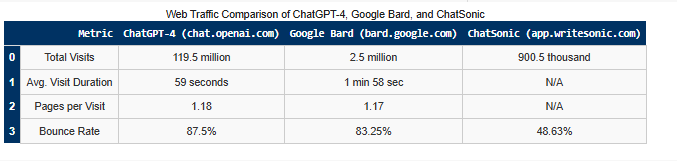 Web Traffic Comparison of ChatGPT-4, Google Bard, and ChatSonic
Metric ChatGPT-4 (chat.openai.com) Google Bard (bard.google.com) ChatSonic (app.writesonic.com)
0 Total Visits 119.5 million 2.5 million 900.5 thousand
1 Avg. Visit Duration 59 seconds 1 min 58 sec N/A
2 Pages per Visit 1.18 1.17 N/A
3 Bounce Rate 87.5% 83.25% 48.63%